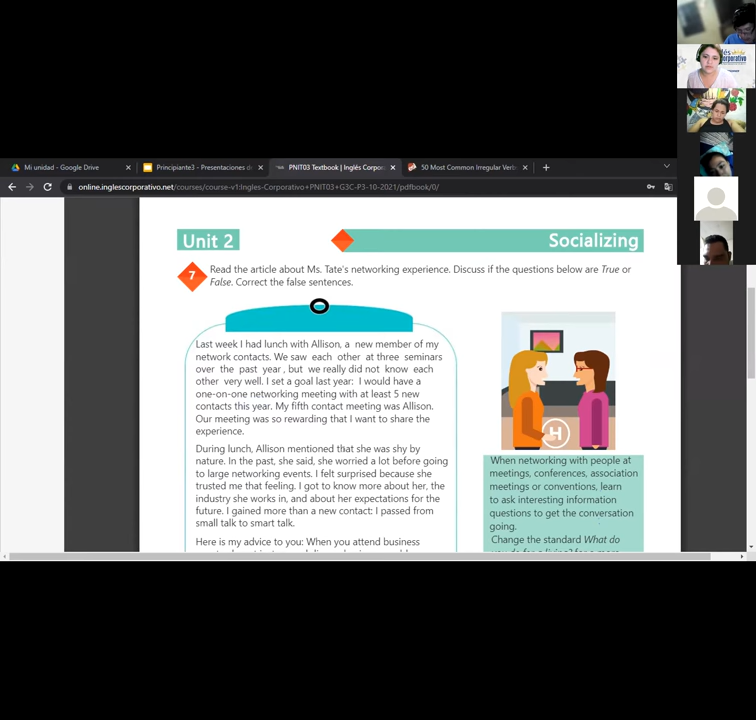 Mi unidad - Google Drive
Principiante3 - Presentaciones d
PNIT03 Textbook | Inglés Corpor
50 Most Common Irregular Verb
online.inglescorporativo.net/courses/course-v1:Ingles-Corporativo+PNIT03+G3C-P3-10-2021/pdfbook/0/
Unit 2
Socializing
7
Read the article about Ms. Tate's networking experience. Discuss if the questions below are True or
False. Correct the false sentences.
Last week I had lunch with Allison, a new member of my
network contacts. We saw each other at three seminars
over the past year, but we really did not know each
other very well. I set a goal last year: I would have a
one-on-one networking meeting with at least 5 new
contacts this year. My fifth contact meeting was Allison.
Our meeting was so rewarding that I want to share the
experience.
During lunch, Allison mentioned that she was shy by
nature. In the past, she said, she worried a lot before going
to large networking events. I felt surprised because she
trusted me that feeling. I got to know more about her, the
industry she works in, and about her expectations for the
future. I gained more than a new contact: I passed from
small talk to smart talk.
Here is my advice to you: When you attend business
H
When networking with people at
meetings, conferences, association
meetings or conventions, learn
to ask interesting information
questions to get the conversation
going.
Change the standard What do